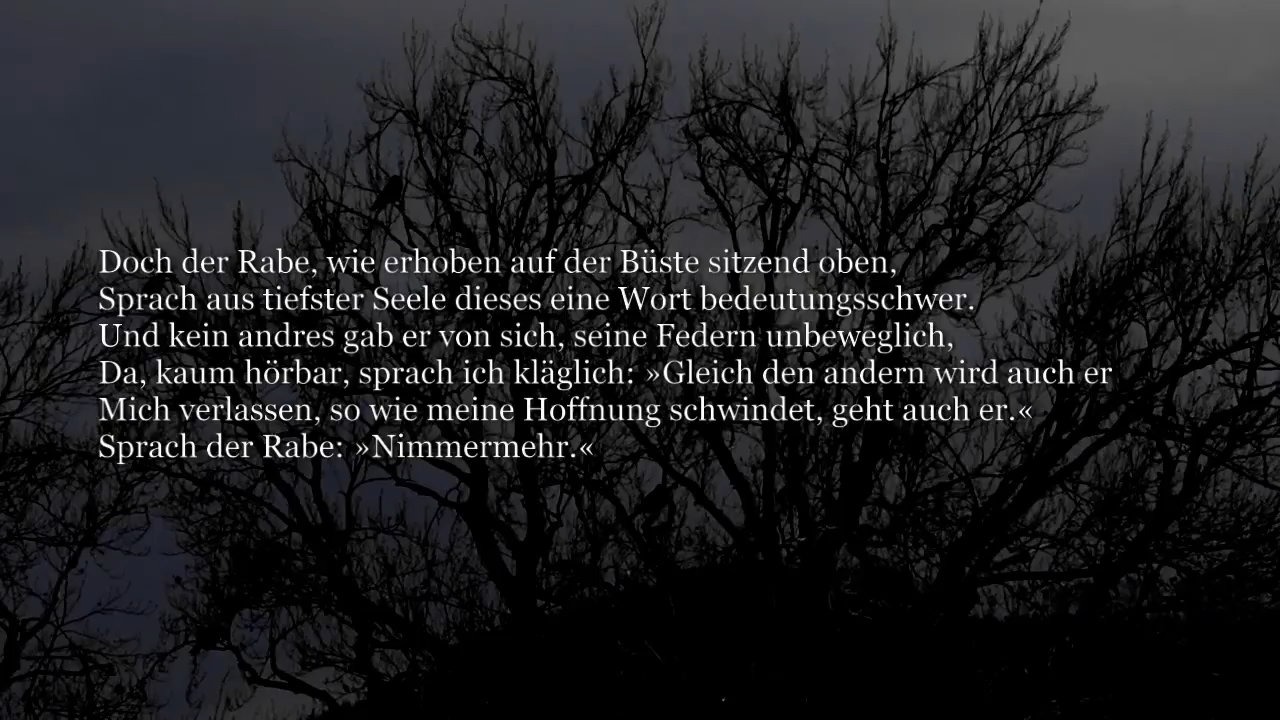 Doch der Rabe, wie erhoben auf der Büste sitzend oben,
Sprach aus tiefster Seele dieses eine Wort bedeutungsschwer.
Und kein andres gab er von sich, seine Federn unbeweglich,
Da, kaum hörbar, sprach ich kläglich: »Gleich den andern wird auch er
Mich verlassen, so wie meine Hoffnung schwindet, geht auch er.«
Sprach der Rabe: »Nimmermehr.«